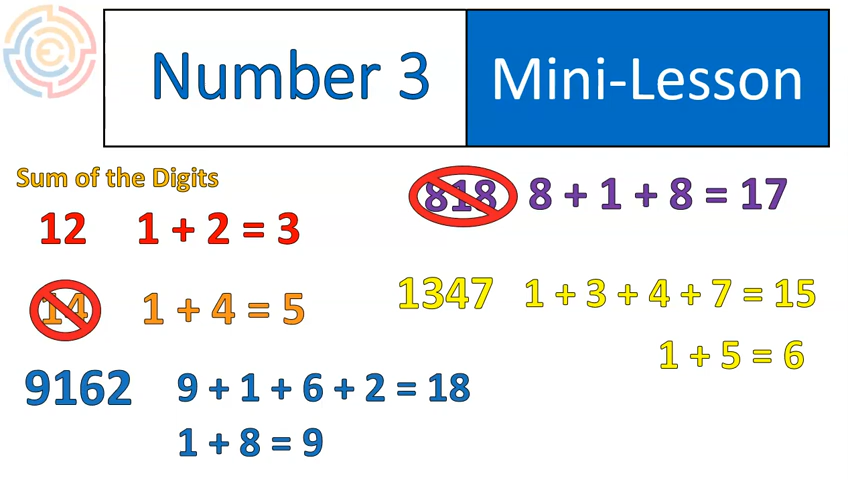 Number 3 Mini-Lesson
Sum of the Digits
12 1 + 2 = 3
14 1 + 4 = 5
9162 9 + 1 + 6 + 2 = 18
1 + 8 = 9
818 8 + 1 + 8 = 17
1347 1 + 3 + 4 + 7 = 15
1 + 5 = 6